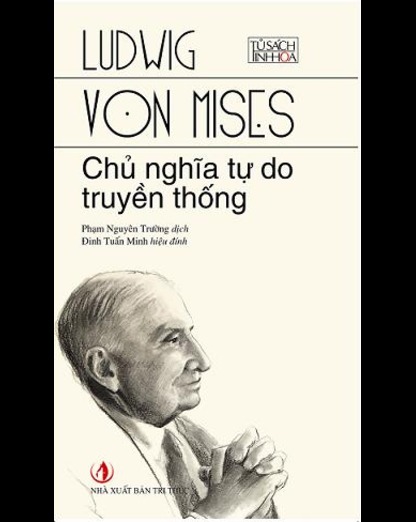 LUDWIG
TỦ SÁCH
TINH HOA
VON MISES
Chủ nghĩa tự do
truyền thống
Phạm Nguyên Trường dịch
Đinh Tuấn Minh hiệu đính
NHÀ XUẤT BẢN TRI THỨC